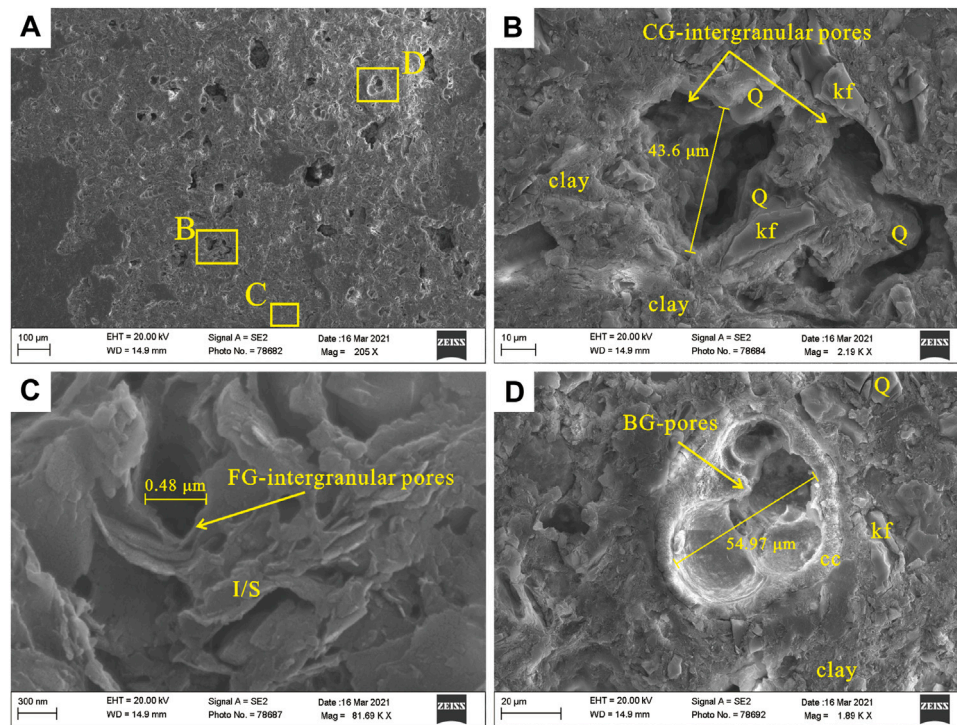 A
D
B
C
100 µm
EHT = 20.00 kV
Signal A = SE2
Date :16 Mar 2021
WD = 14.9 mm
Photo No. = 78682
Mag = 205 X
ZEISS
B
CG-intergranular pores
Q
kf
43.6 µm
clay
Q
kf
Q
clay
10 µm
EHT = 20.00 kV
Signal A = SE2
Date :16 Mar 2021
WD = 14.9 mm
Photo No. = 78684
Mag = 2.19 K X
ZEISS
C
0.48 µm
FG-intergranular pores
I/S
300 nm
EHT = 20.00 kV
Signal A = SE2
Date :16 Mar 2021
WD = 14.9 mm
Photo No. = 78687
Mag = 81.69 K X
ZEISS
D
Q
BG-pores
kf
54.97 µm
cc
clay
20 µm
EHT = 20.00 kV
Signal A = SE2
Date :16 Mar 2021
WD = 14.9 mm
Photo No. = 78692
Mag = 1.89 K X
ZEISS